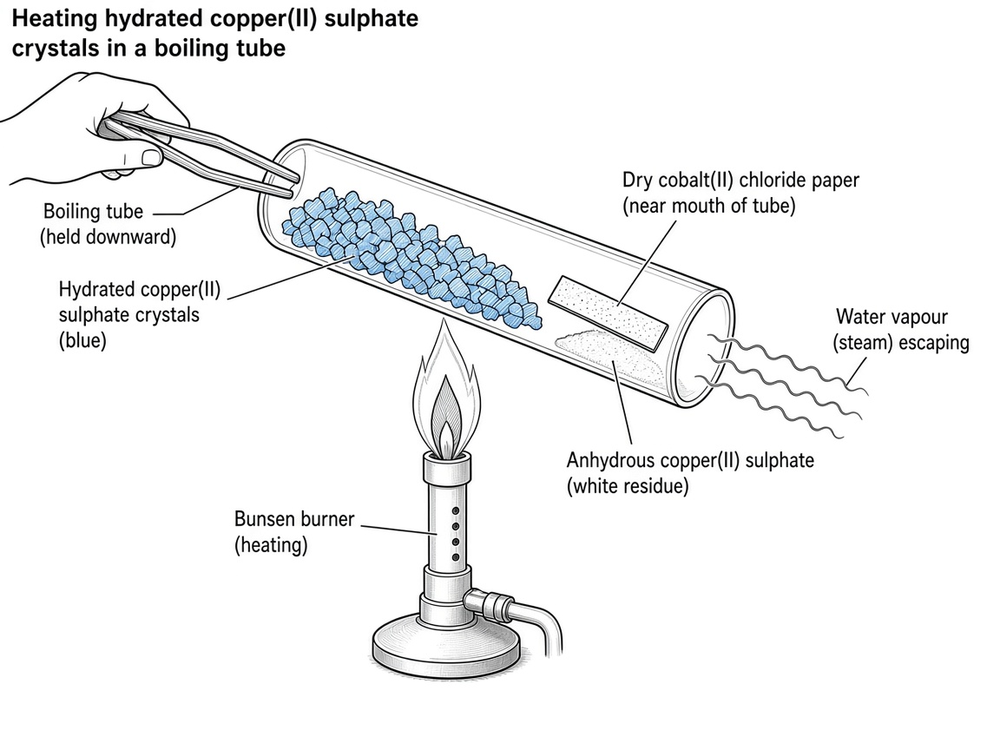 Heating hydrated copper(II) sulphate
crystals in a boiling tube
Dry cobalt(II) chloride paper
(near mouth of tube)
Boiling tube
(held downward)
Hydrated copper(II)
sulphate crystals
(blue)
Water vapour
(steam) escaping
Anhydrous copper(II) sulphate
(white residue)
Bunsen burner
(heating)